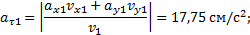 a_{τ1} = |(a_{x1}v_{x1} + a_{y1}v_{y1})/v_1| = 17,75 см/с²;